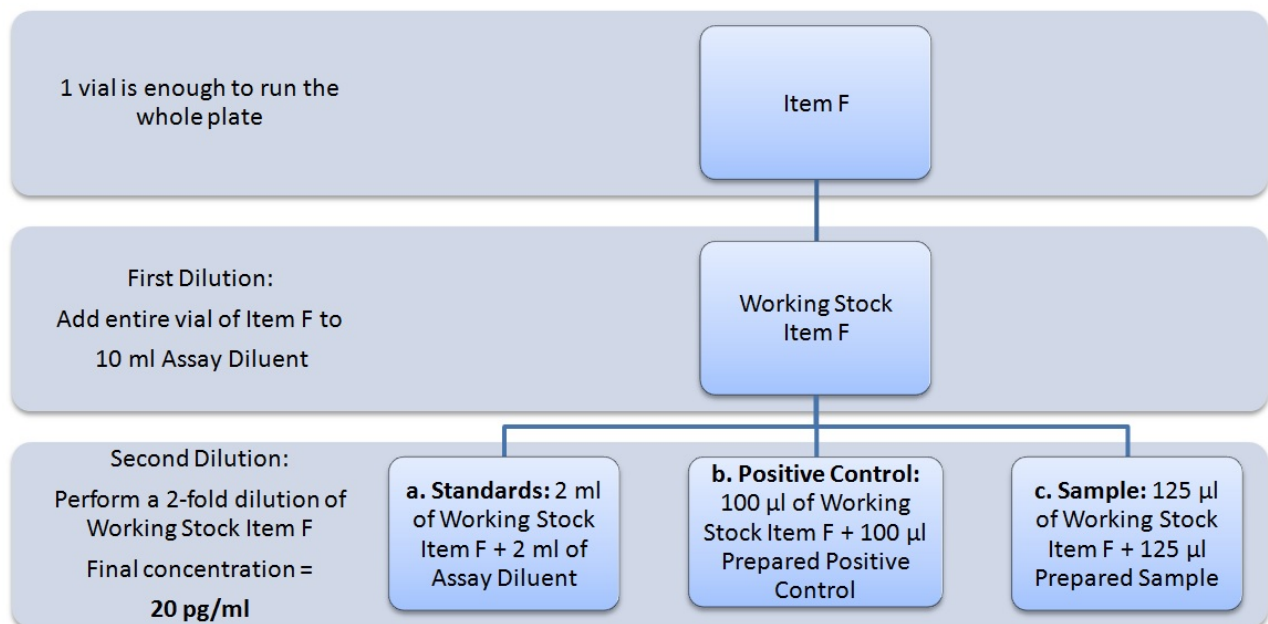 1 vial is enough to run the
whole plate
Item F
First Dilution:
Add entire vial of Item F to
10 ml Assay Diluent
Working Stock
Item F
Second Dilution:
Perform a 2-fold dilution of
Working Stock Item F
Final concentration =
20 pg/ml
a. Standards: 2 ml
of Working Stock
Item F + 2 ml of
Assay Diluent
b. Positive Control:
100 µl of Working
Stock Item F + 100 µl
Prepared Positive
Control
c. Sample: 125 µl
of Working Stock
Item F + 125 µl
Prepared Sample